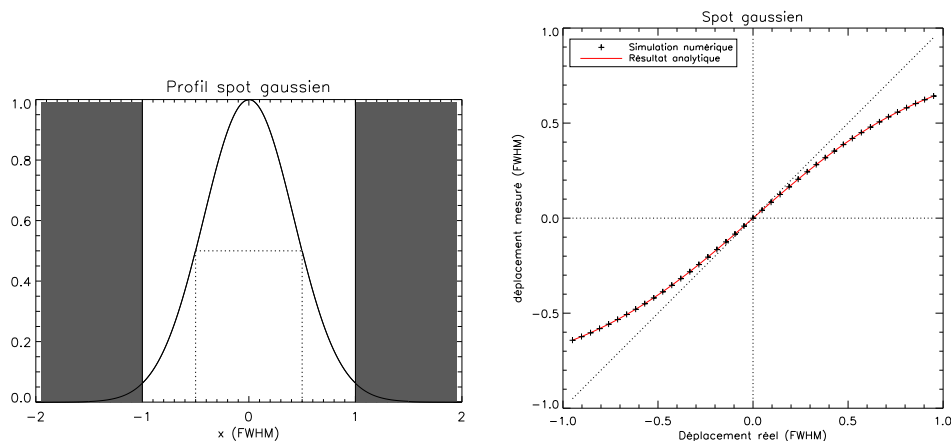 Profil spot gaussien
1.0
0.8
0.6
0.4
0.2
0.0
−2 −1 0 1 2
x (FWHM)
Spot gaussien
+ Simulation numérique
Résultat analytique
1.0
0.5
0.0
−0.5
−1.0
déplacement mesuré (FWHM)
−1.0 −0.5 0.0 0.5 1.0
Déplacement réel (FWHM)